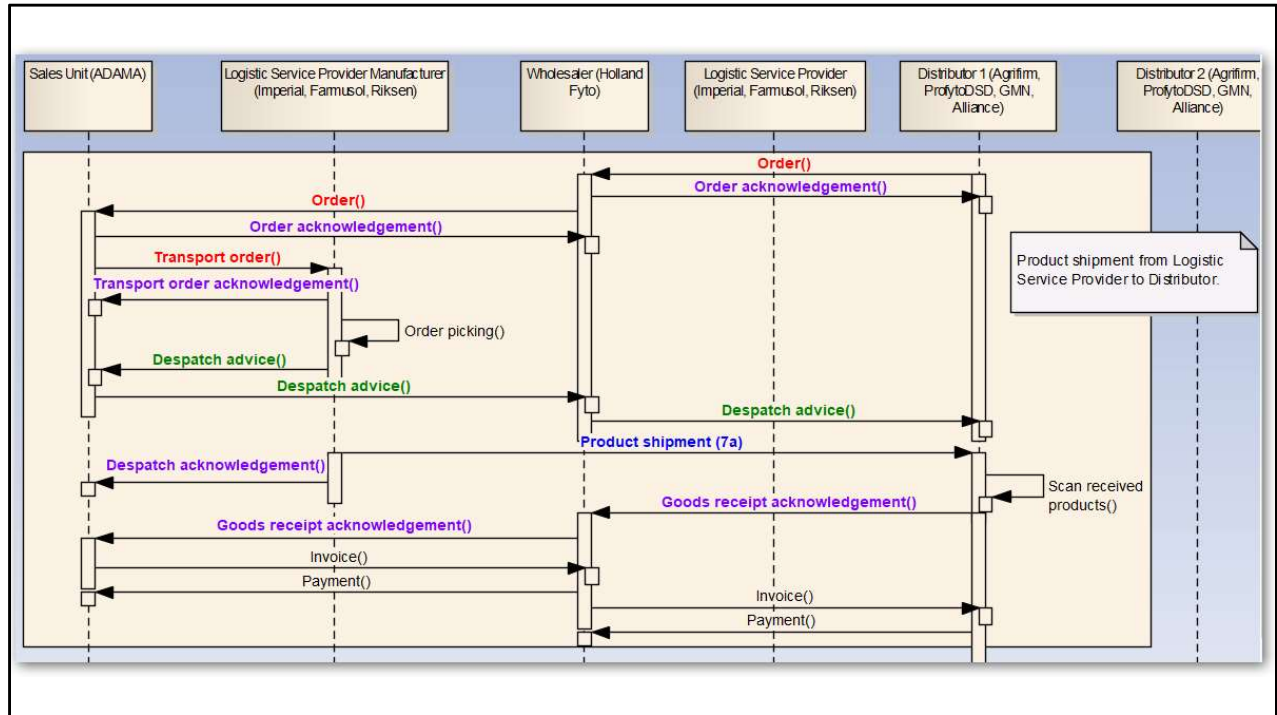 Sales Unit (ADAMA)
Logistic Service Provider Manufacturer
(Imperial, Farmusol, Riksen)
Wholesaler (Holland
Fyto)
Logistic Service Provider
(Imperial, Farmusol, Riksen)
Distributor 1 (Agrifirm,
ProfytoDSD, GMN,
Alliance)
Distributor 2 (Agrifirm,
ProfytoDSD, GMN,
Alliance)
Order()
Order acknowledgement()
Order()
Order acknowledgement()
Product shipment from Logistic
Service Provider to Distributor.
Transport order()
Transport order acknowledgement()
Order picking()
Despatch advice()
Despatch advice()
Despatch advice()
Product shipment (7a)
Despatch acknowledgement()
Scan received
products()
Goods receipt acknowledgement()
Goods receipt acknowledgement()
Invoice()
Payment()
Invoice()
Payment()